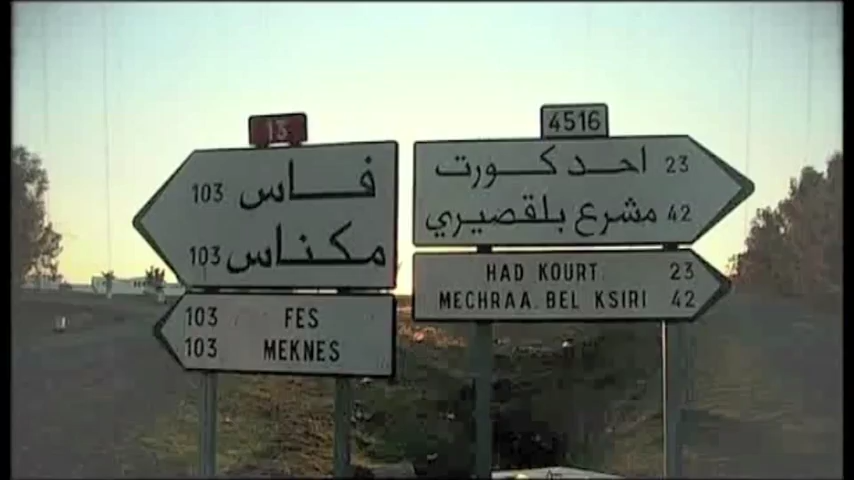 13
103 فاس
103 مكناس
103 FES
103 MEKNES
4516
احد كورت 23
مشرع بلقصيري 42
HAD KOURT 23
MECHRAA. BEL KSIRI 42